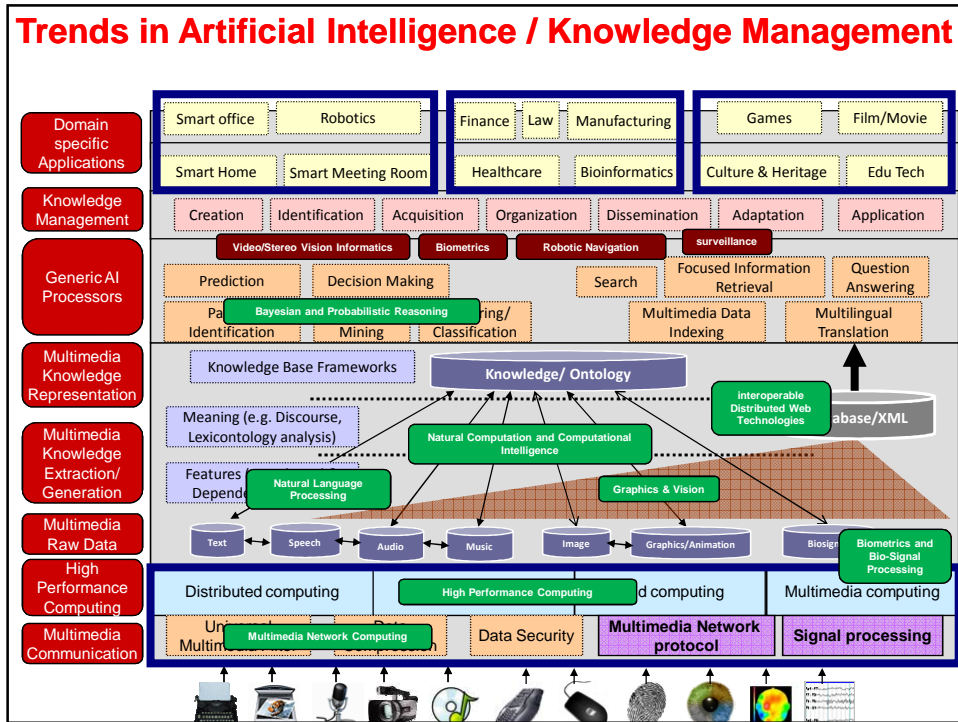 Trends in Artificial Intelligence / Knowledge Management
Domain
specific
Applications
Smart office
Robotics
Finance
Law
Manufacturing
Games
Film/Movie
Smart Home
Smart Meeting Room
Healthcare
Bioinformatics
Culture & Heritage
Edu Tech
Knowledge
Management
Creation
Identification
Acquisition
Organization
Dissemination
Adaptation
Application
Video/Stereo Vision Informatics
Biometrics
Robotic Navigation
surveillance
Generic AI
Processors
Prediction
Decision Making
Search
Focused Information
Retrieval
Question
Answering
Bayesian and Probabilistic Reasoning
Identification
Mining
Classification
Multimedia Data
Indexing
Multilingual
Translation
Multimedia
Knowledge
Representation
Knowledge Base Frameworks
Knowledge/ Ontology
interoperable
Distributed Web
Technologies
Multimedia
Knowledge
Extraction/
Generation
Meaning (e.g. Discourse,
Lexicontology analysis)
Natural Computation and Computational
Intelligence
Features
Natural Language
Processing
Graphics & Vision
Multimedia
Raw Data
Text
Speech
Audio
Music
Image
Graphics/Animation
Biometrics and
Bio-Signal
Processing
High
Performance
Computing
Distributed computing
High Performance Computing
computing
Multimedia computing
Multimedia
Communication
Multimedia Network Computing
Data Security
Multimedia Network
protocol
Signal processing